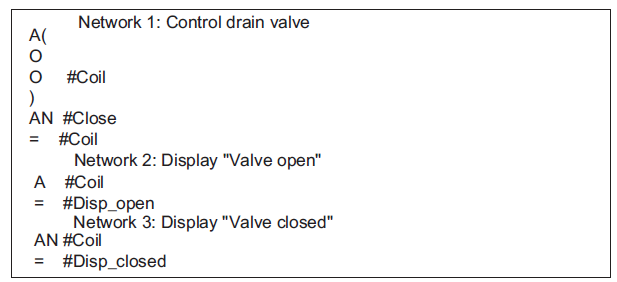 Network 1: Control drain valve
A(
O
O #Coil
)
AN #Close
= #Coil
Network 2: Display "Valve open"
A #Coil
= #Disp_open
Network 3: Display "Valve closed"
AN #Coil
= #Disp_closed